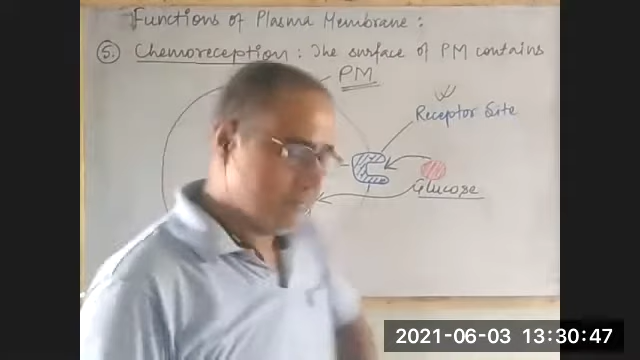 Functions of Plasma Membrane :
5. Chemoreception : The surface of PM contains
PM
Receptor Site
Glucose
2021-06-03 13:30:47